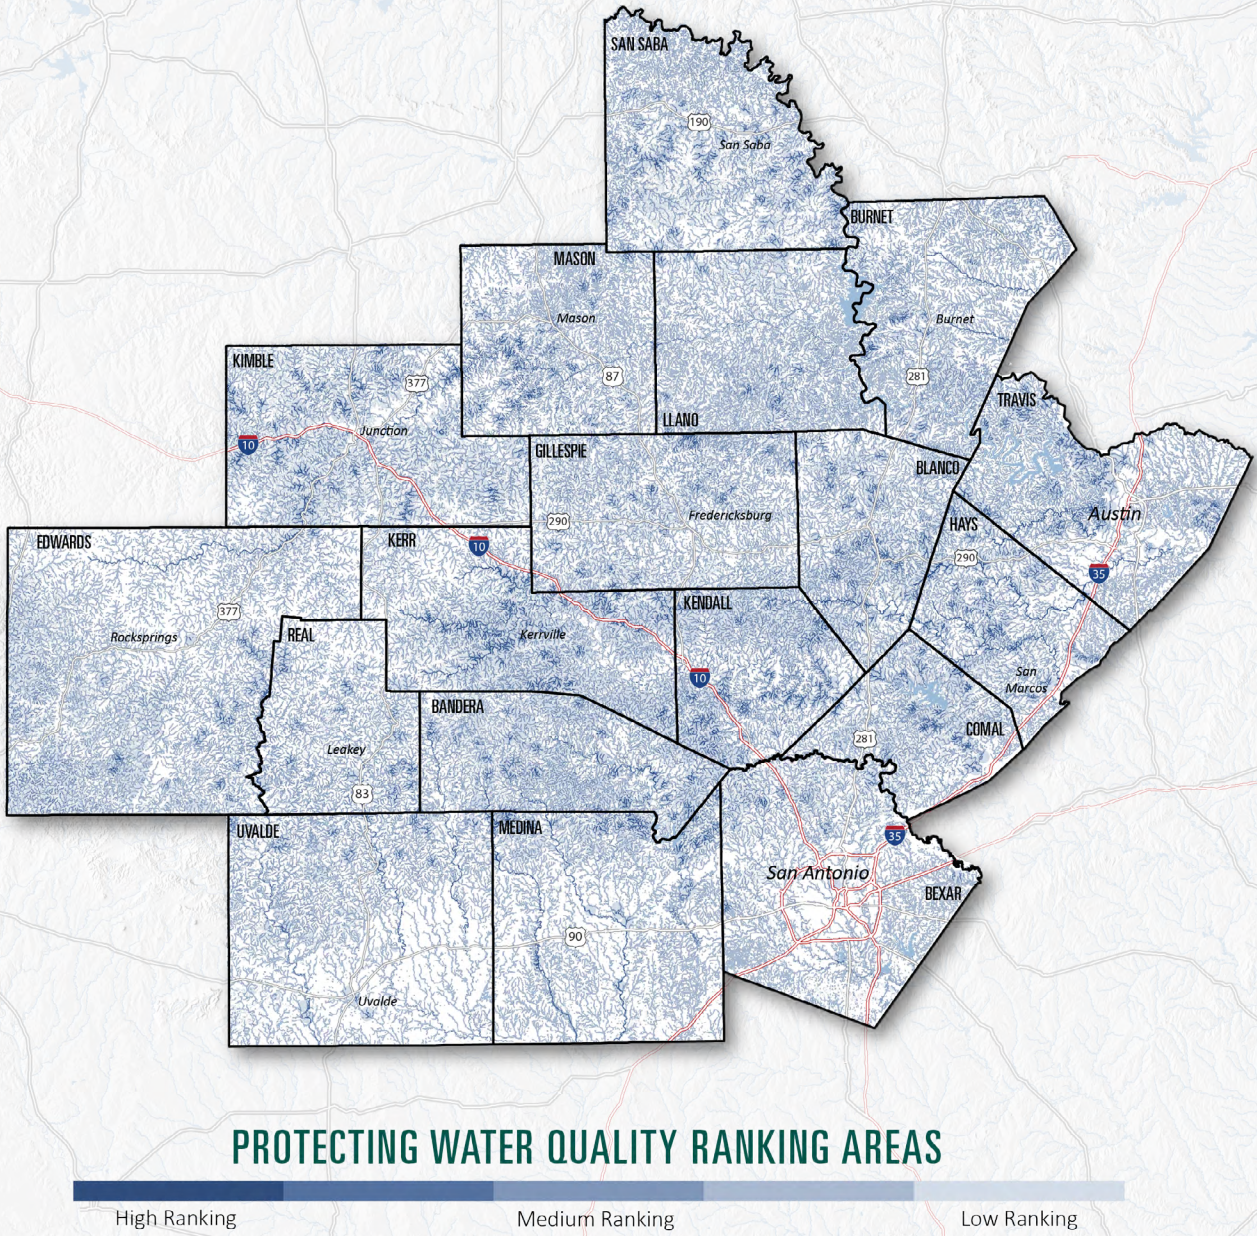 SAN SABA
190
San Saba
BURNET
MASON
Mason
Burnet
KIMBLE
377
87
281
TRAVIS
LLANO
Junction
10
GILLESPIE
BLANCO
290
Fredericksburg
Austin
HAYS
EDWARDS
KERR
10
290
35
377
KENDALL
REAL
Rocksprings
Kerrville
10
San
Marcos
BANDERA
COMAL
Leakey
281
83
UVALDE
MEDINA
35
San Antonio
BEXAR
90
Uvalde
PROTECTING WATER QUALITY RANKING AREAS
High Ranking
Medium Ranking
Low Ranking